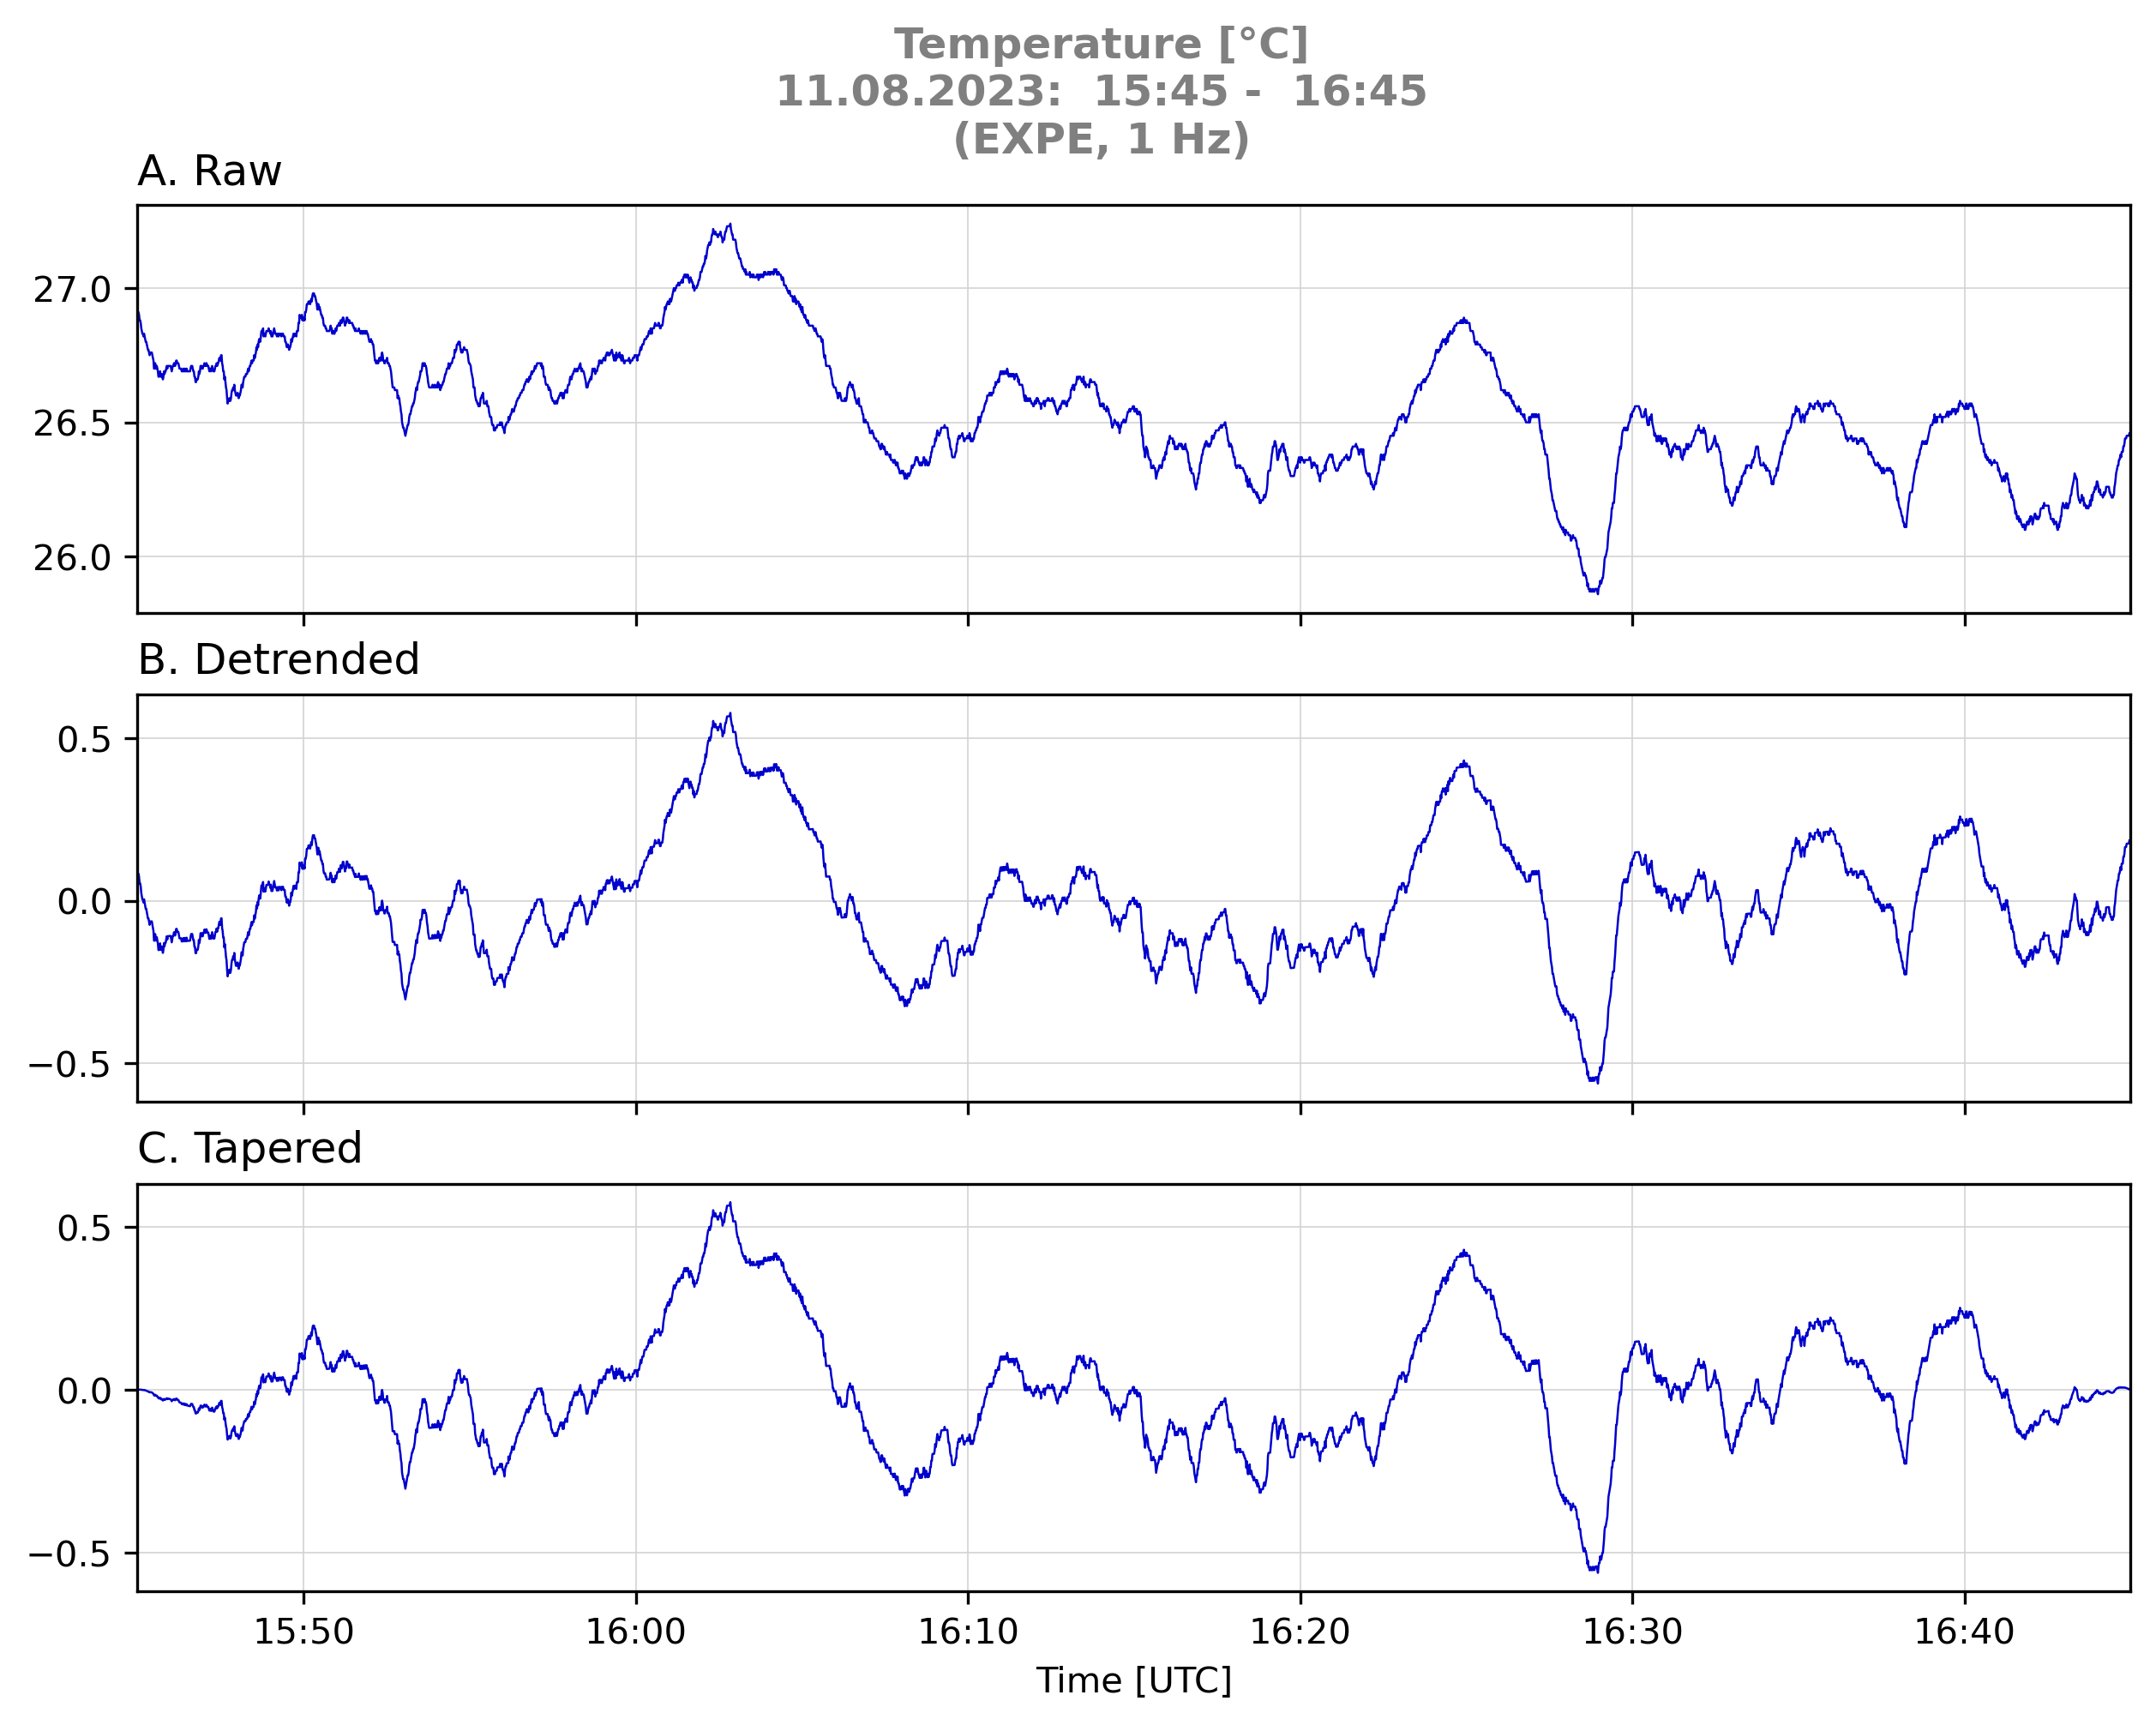 Temperature [°C]
11.08.2023:  15:45 -  16:45
(EXPE, 1 Hz)
A. Raw
27.0
26.5
26.0
B. Detrended
0.5
0.0
−0.5
C. Tapered
0.5
0.0
−0.5
15:50 16:00 16:10 16:20 16:30 16:40
Time [UTC]